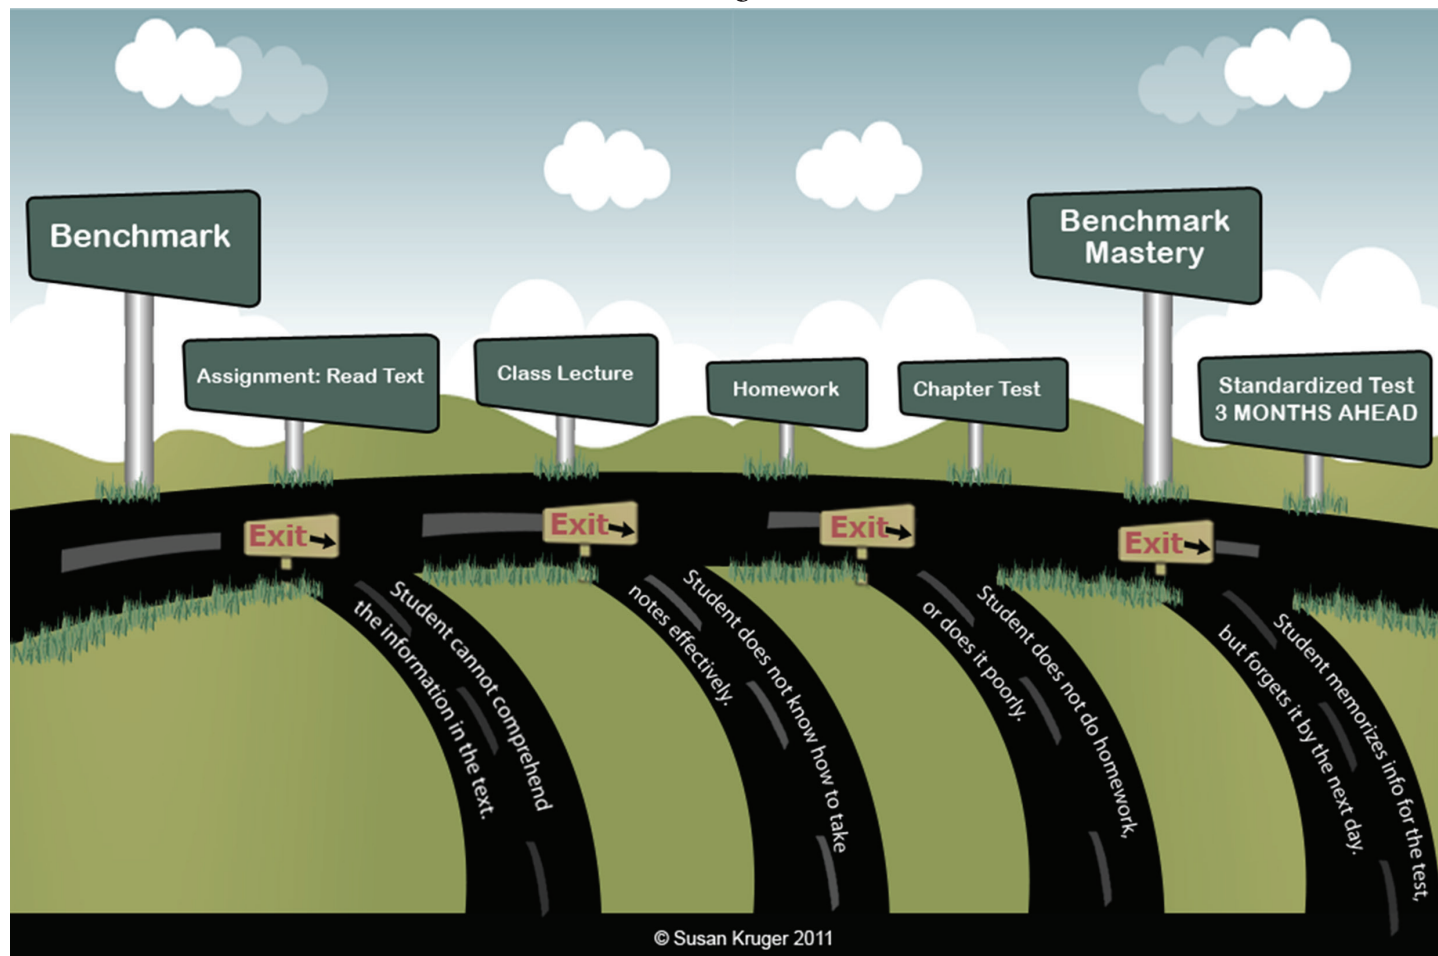 Benchmark
Assignment: Read Text
Class Lecture
Homework
Chapter Test
Benchmark
Mastery
Standardized Test
3 MONTHS AHEAD
Exit
Exit
Exit
Exit
Student cannot comprehend
the information in the text.
Student does not know how to take
notes effectively.
Student does not do homework,
or does it poorly.
Student memorizes info for the test,
but forgets it by the next day.
© Susan Kruger 2011